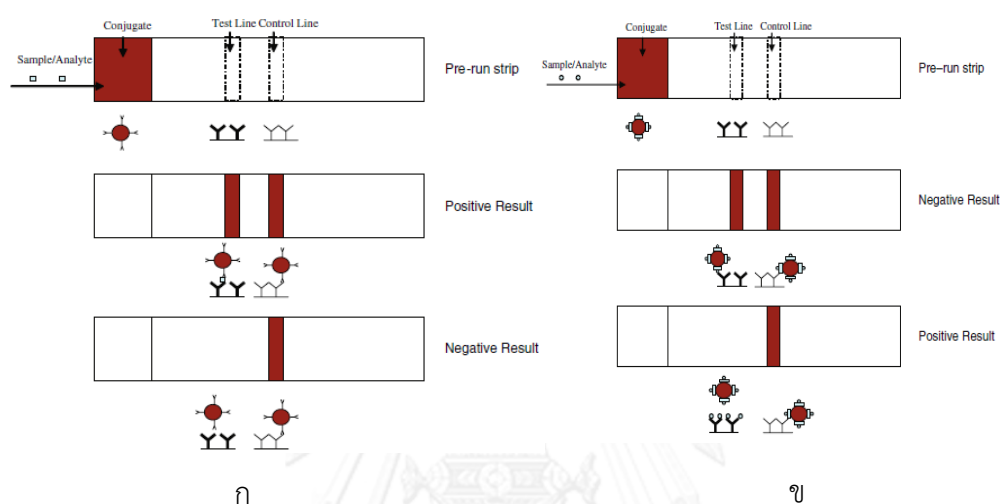 Conjugate
Test Line Control Line
Sample/Analyte
Pre-run strip
Positive Result
Negative Result
ก
Conjugate
Test Line Control Line
Sample/Analyte
Pre–run strip
Negative Result
Positive Result
ข